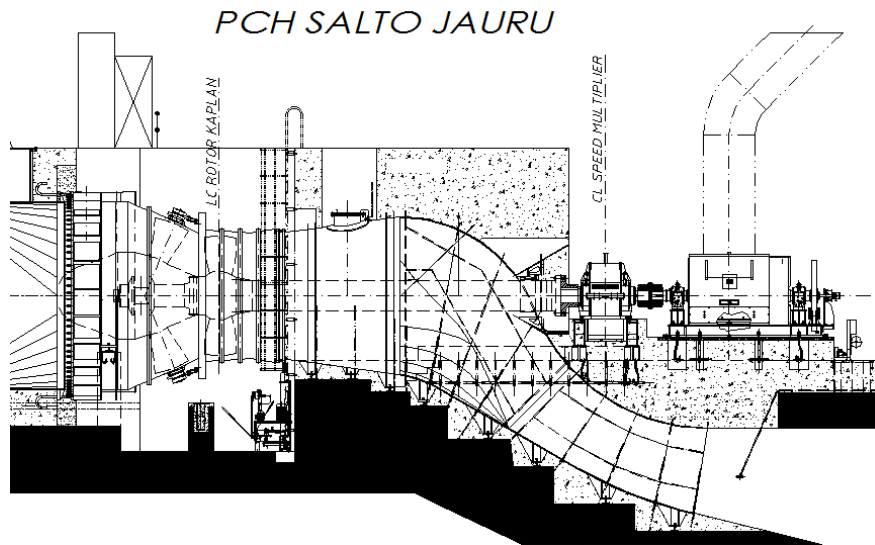 PCH SALTO JAURU
LC ROTOR KAPLAN
CL SPEED MULTIPLIER